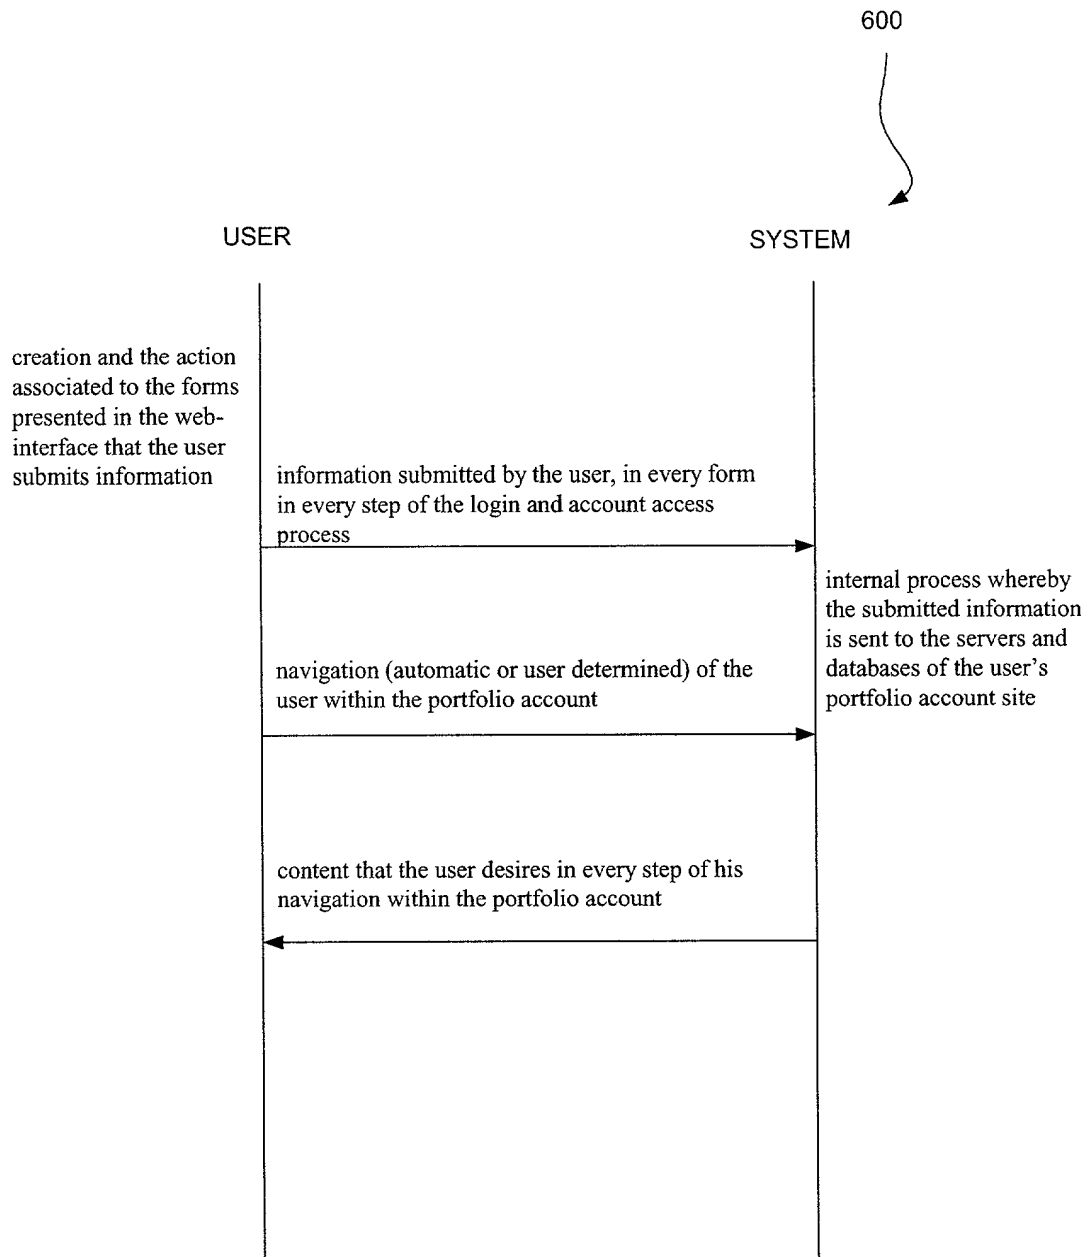 600
USER
SYSTEM
creation and the action
associated to the forms
presented in the web-
interface that the user
submits information
information submitted by the user, in every form
in every step of the login and account access
process
internal process whereby
the submitted information
is sent to the servers and
databases of the user's
portfolio account site
navigation (automatic or user determined) of the
user within the portfolio account
content that the user desires in every step of his
navigation within the portfolio account